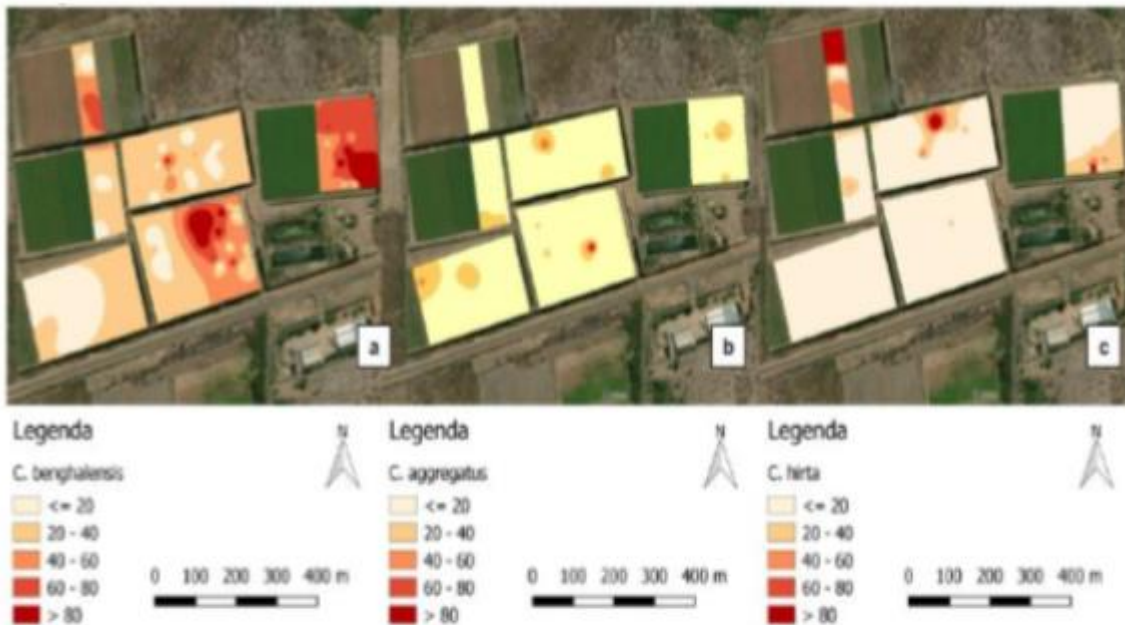 a
b
c
Legenda
N
C. benghalensis
<= 20
20 - 40
40 - 60
60 - 80
> 80
0 100 200 300 400 m
Legenda
N
C. aggregatus
<= 20
20 - 40
40 - 60
60 - 80
> 80
0 100 200 300 400 m
Legenda
N
C. hirta
<= 20
20 - 40
40 - 60
60 - 80
> 80
0 100 200 300 400 m